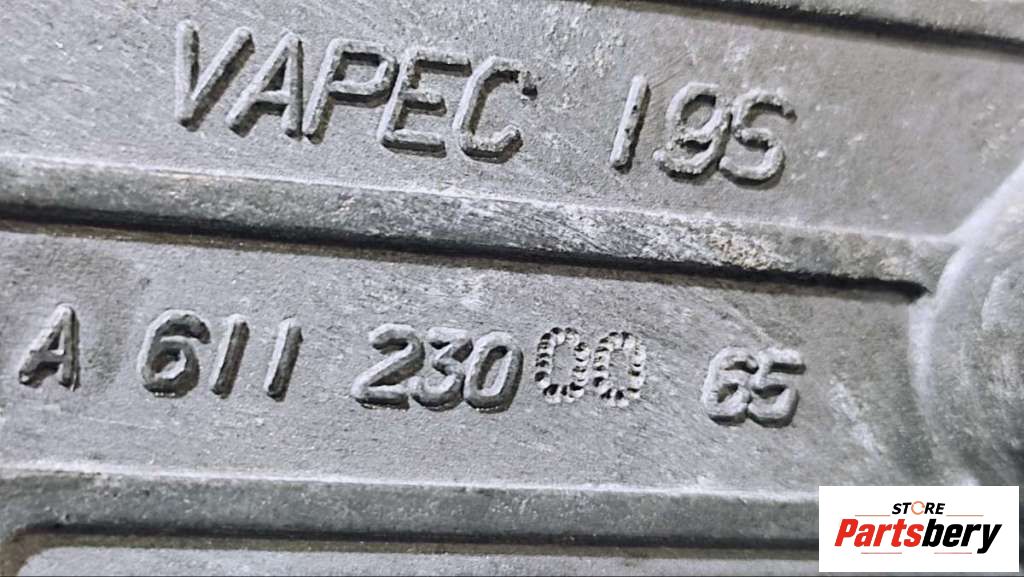 VAPEC 195
A 611 230 00 65
STORE
Partsbery